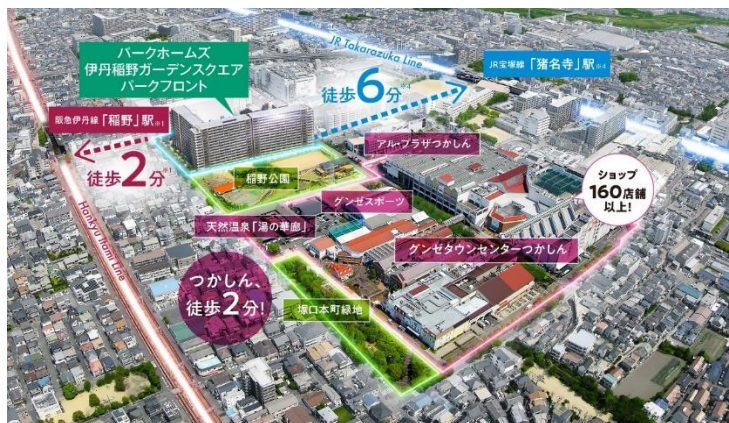 JR Takarazuka Line
パークホームズ
伊丹稲野ガーデンスクエア
パークフロント
JR宝塚線「猪名寺」駅※4
徒歩6分※4
阪急伊丹線「稲野」駅※1
徒歩2分※1
アル・プラザつかしん
稲野公園
ショップ
160店舗
以上!
グンゼスポーツ
Hankyu Itami Line
天然温泉「湯の華廊」
グンゼタウンセンターつかしん
つかしん、
徒歩2分!
塚口本町緑地